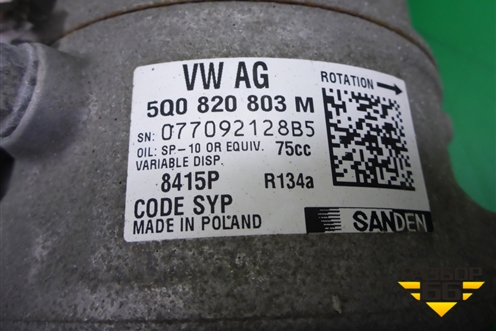 VW AG
ROTATION
5Q0 820 803 M
SN: 077092128B5
OIL: SP-10 OR EQUIV. 75cc
VARIABLE DISP.
8415P R134a
CODE SYP
MADE IN POLAND
SANDEN